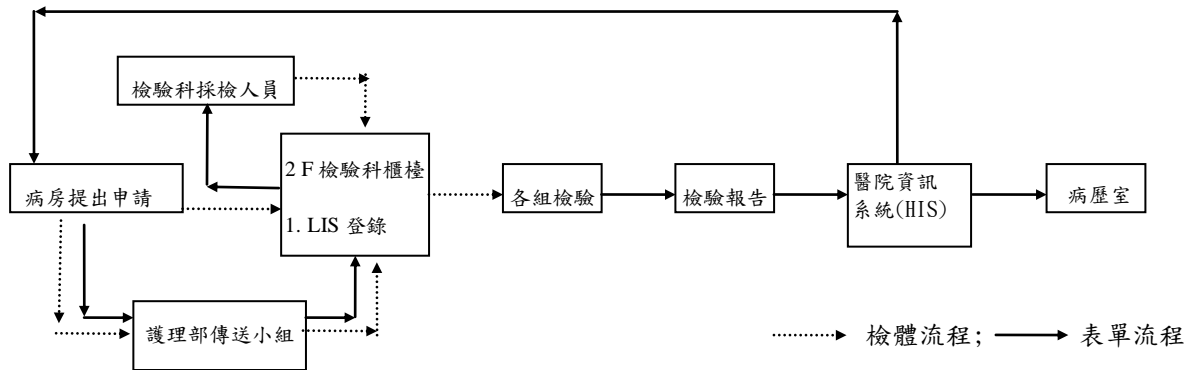 檢驗科採檢人員
病房提出申請
2 F 檢驗科櫃檯
1. LIS 登錄
各組檢驗
檢驗報告
醫院資訊
系統(HIS)
病歷室
護理部傳送小組
檢體流程;
表單流程